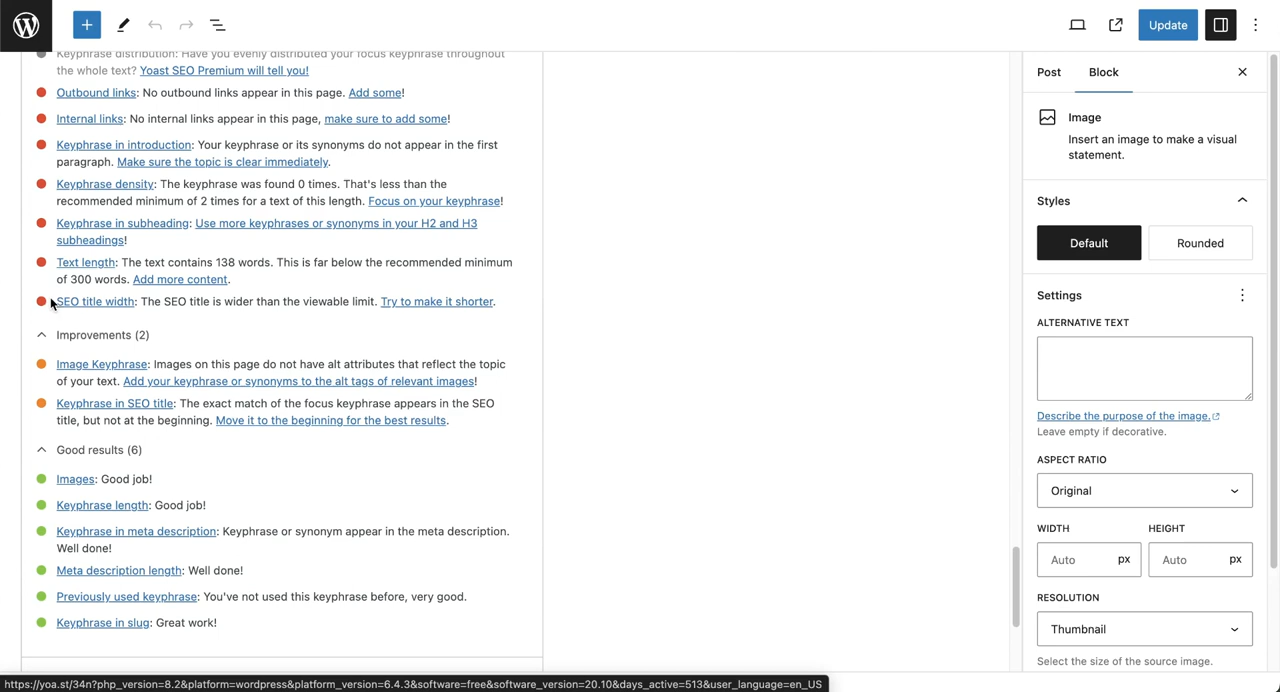 Update
Keyphrase distribution: Have you evenly distributed your focus keyphrase throughout
the whole text? Yoast SEO Premium will tell you!
Outbound links: No outbound links appear in this page. Add some!
Internal links: No internal links appear in this page, make sure to add some!
Keyphrase in introduction: Your keyphrase or its synonyms do not appear in the first
paragraph. Make sure the topic is clear immediately.
Keyphrase density: The keyphrase was found 0 times. That's less than the
recommended minimum of 2 times for a text of this length. Focus on your keyphrase!
Keyphrase in subheading: Use more keyphrases or synonyms in your H2 and H3
subheadings!
Text length: The text contains 138 words. This is far below the recommended minimum
of 300 words. Add more content.
SEO title width: The SEO title is wider than the viewable limit. Try to make it shorter.
Improvements (2)
Image Keyphrase: Images on this page do not have alt attributes that reflect the topic
of your text. Add your keyphrase or synonyms to the alt tags of relevant images!
Keyphrase in SEO title: The exact match of the focus keyphrase appears in the SEO
title, but not at the beginning. Move it to the beginning for the best results.
Good results (6)
Images: Good job!
Keyphrase length: Good job!
Keyphrase in meta description: Keyphrase or synonym appear in the meta description.
Well done!
Meta description length: Well done!
Previously used keyphrase: You've not used this keyphrase before, very good.
Keyphrase in slug: Great work!
https://yoa.st/34n?php_version=8.2&platform=wordpress&platform_version=6.4.3&software=free&software_version=20.10&days_active=513&user_language=en_US
Post Block
Image
Insert an image to make a visual
statement.
Styles
Default Rounded
Settings
ALTERNATIVE TEXT
Describe the purpose of the image.
Leave empty if decorative.
ASPECT RATIO
Original
WIDTH HEIGHT
Auto px Auto px
RESOLUTION
Thumbnail
Select the size of the source image.